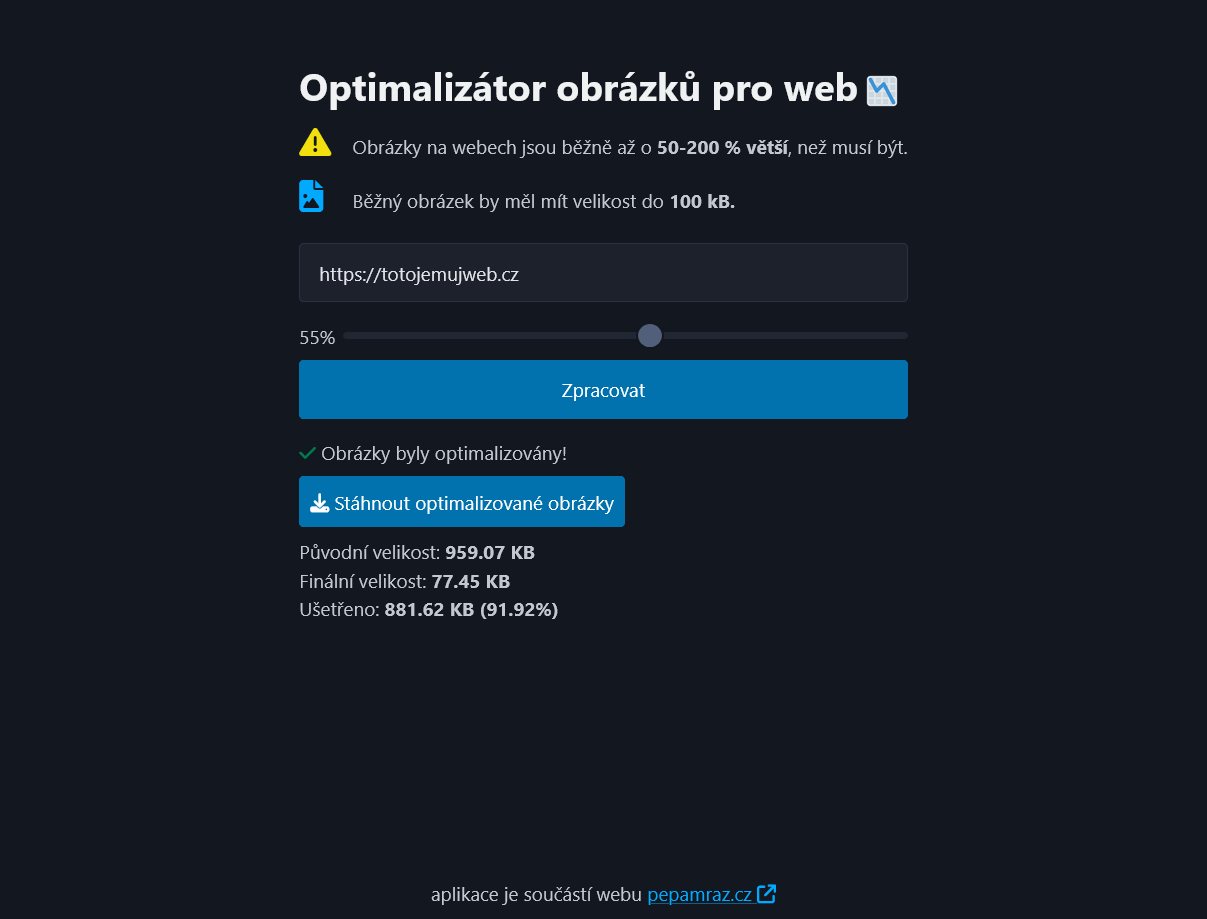 Optimalizátor obrázků pro web
Obrázky na webech jsou běžně až o 50-200 % větší, než musí být.
Běžný obrázek by měl mít velikost do 100 kB.
https://totojemujweb.cz
55%
Zpracovat
Obrázky byly optimalizovány!
Stáhnout optimalizované obrázky
Původní velikost: 959.07 KB
Finální velikost: 77.45 KB
Ušetřeno: 881.62 KB (91.92%)
aplikace je součástí webu pepamraz.cz